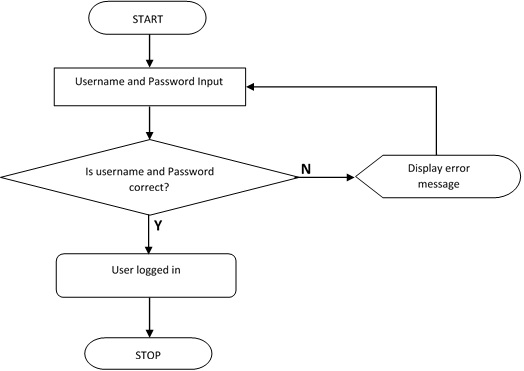 START
Username and Password Input
Is username and Password
correct?
N
Display error
message
Y
User logged in
STOP